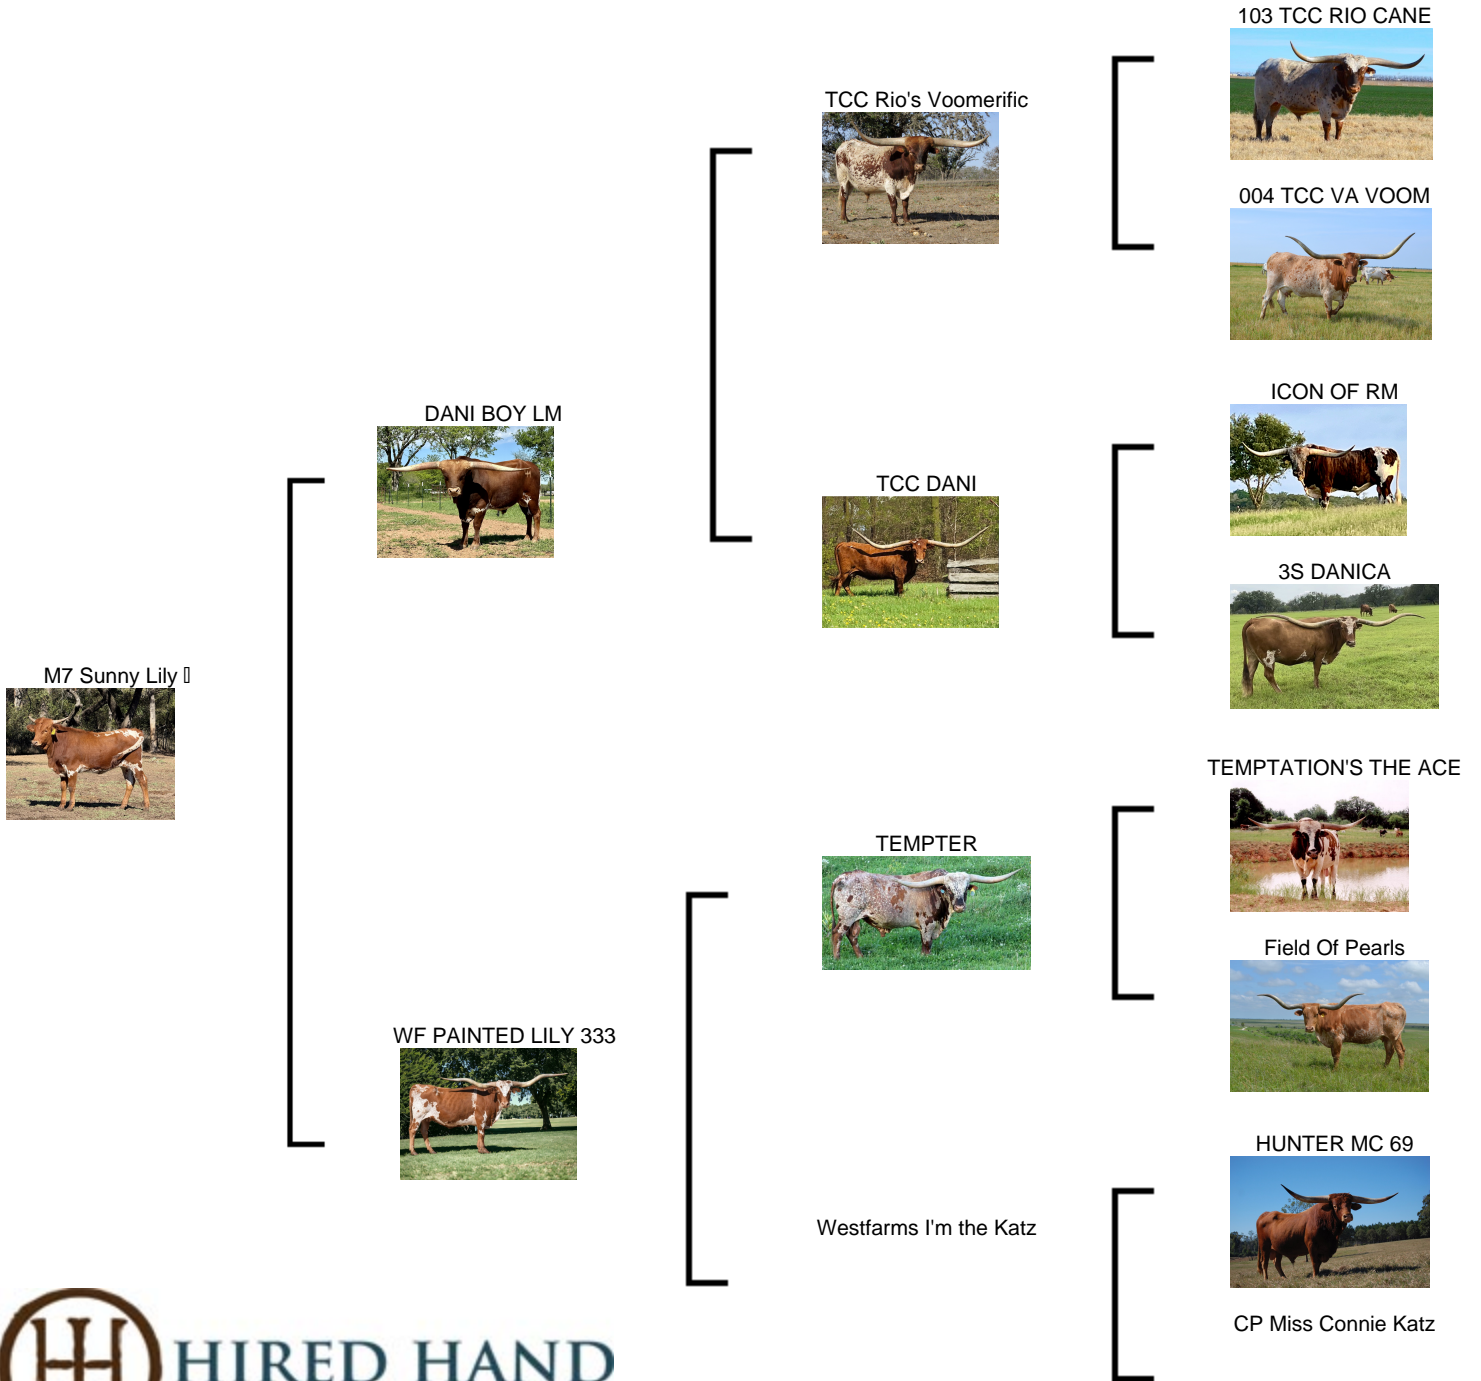 103 TCC RIO CANE
TCC Rio's Voomerific
004 TCC VA VOOM
DANI BOY LM
ICON OF RM
TCC DANI
3S DANICA
M7 Sunny Lily
TEMPTATION'S THE ACE
TEMPTER
Field Of Pearls
WF PAINTED LILY 333
HUNTER MC 69
Westfarms I'm the Katz
CP Miss Connie Katz
HIRED HAND